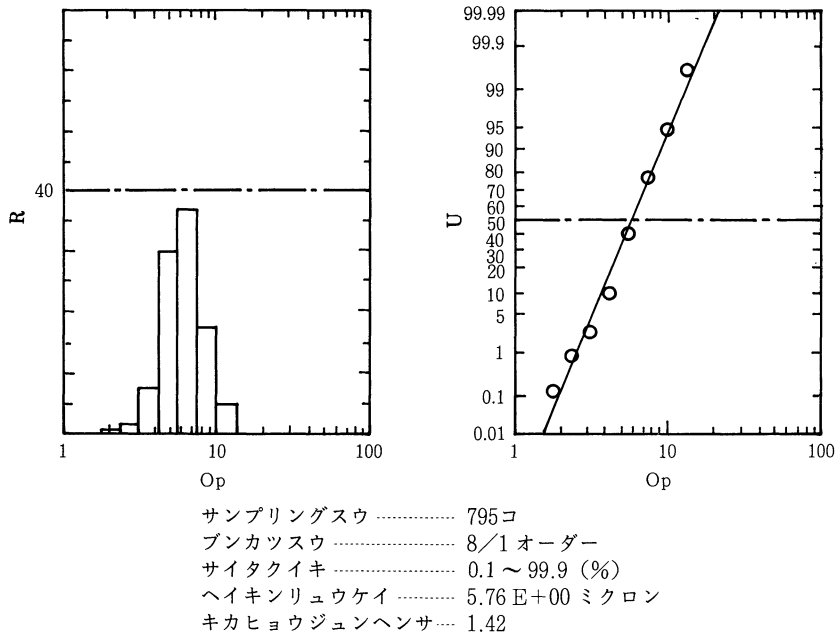 40
R
1
10
100
Op
99.99
99.9
99
95
90
80
70
60
50
40
30
20
10
5
1
0.1
0.01
U
1
10
100
Op
サンプリングスウ ………… 795コ
ブンカツスウ ………… 8/1 オーダー
サイタクイキ ………… 0.1 ~ 99.9 (%)
ヘイキンリュウケイ ………… 5.76 E+00 ミクロン
キカヒョウジュンヘンサ … 1.42